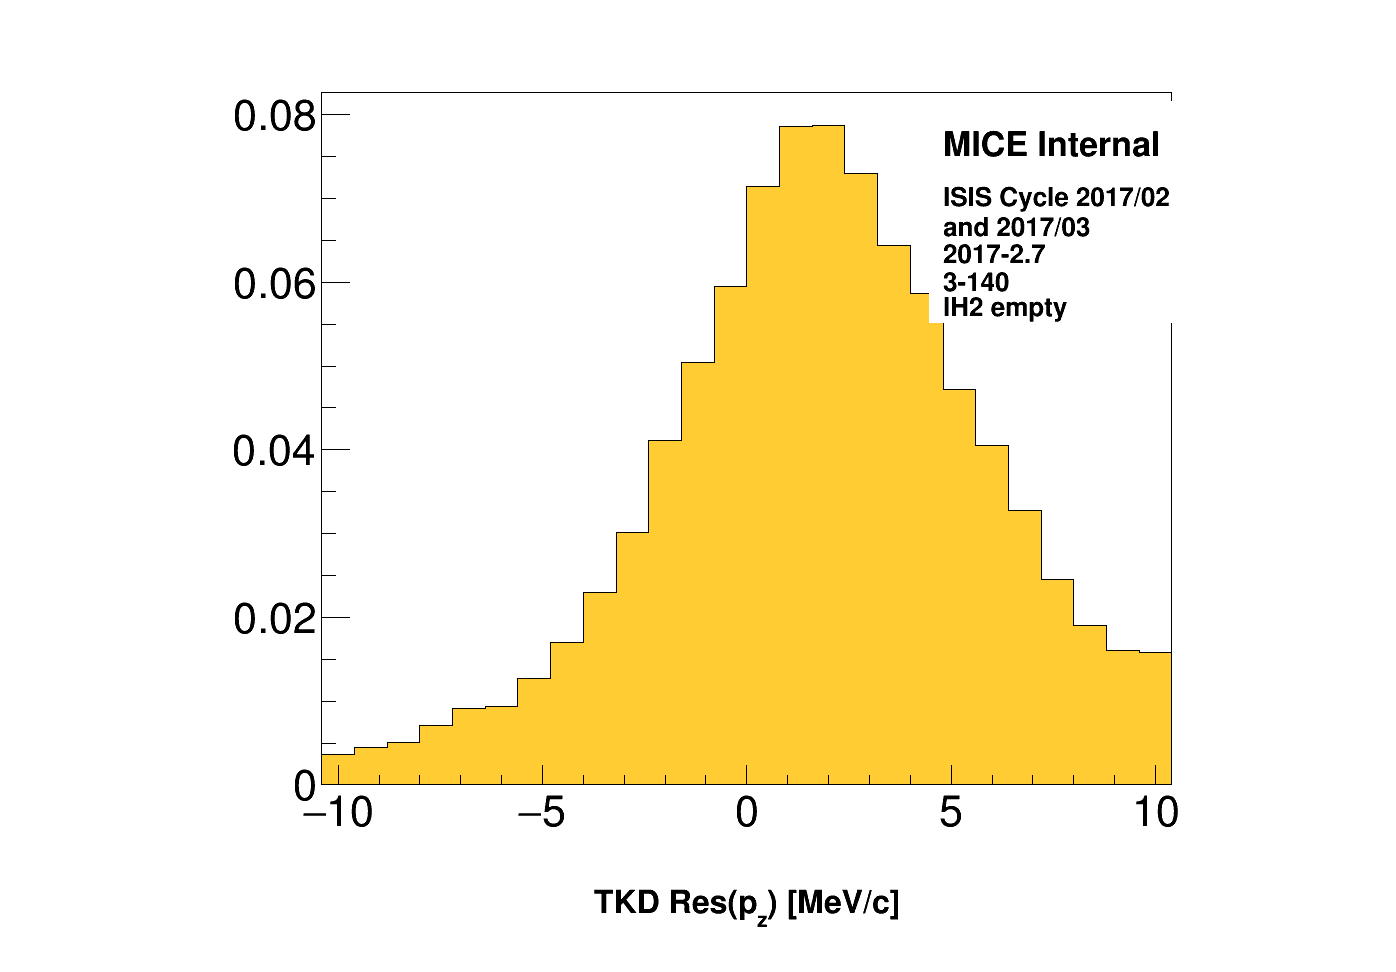 0.08
0.06
0.04
0.02
0
−10 −5 0 5 10
MICE Internal
ISIS Cycle 2017/02
and 2017/03
2017-2.7
3-140
lH2 empty
TKD Res(pz) [MeV/c]